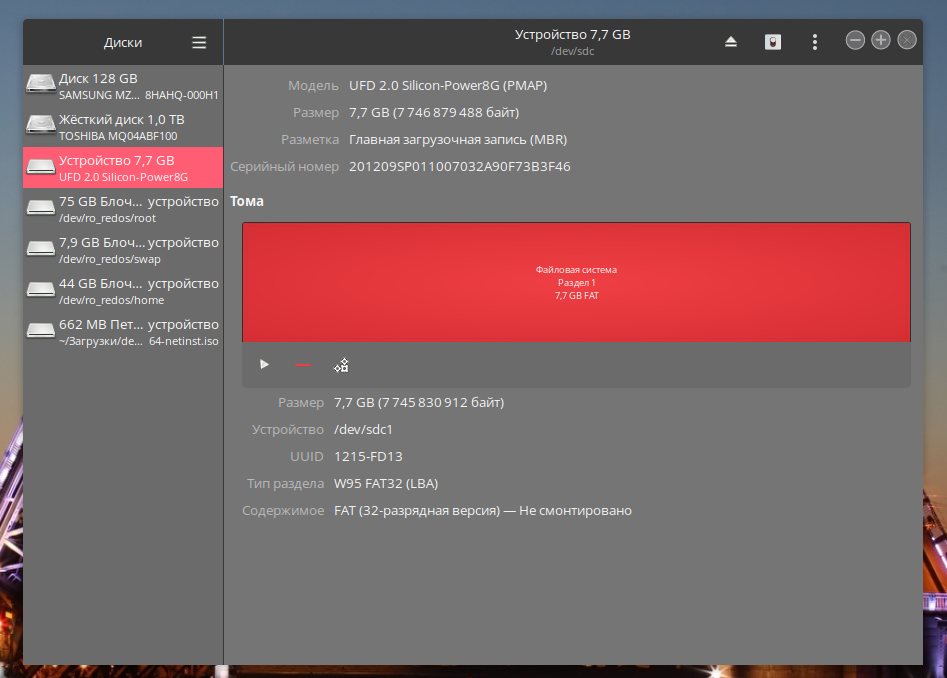 Диски
Устройство 7,7 GB
/dev/sdc
Диск 128 GB
SAMSUNG MZ… 8HAHQ-000H1
Жёсткий диск 1,0 TB
TOSHIBA MQ04ABF100
Устройство 7,7 GB
UFD 2.0 Silicon-Power8G
75 GB Блоч… устройство
/dev/ro_redos/root
7,9 GB Блоч… устройство
/dev/ro_redos/swap
44 GB Блоч… устройство
/dev/ro_redos/home
662 MB Пет… устройство
~/Загрузки/de… 64-netinst.iso
Модель UFD 2.0 Silicon-Power8G (PMAP)
Размер 7,7 GB (7 746 879 488 байт)
Разметка Главная загрузочная запись (MBR)
Серийный номер 201209SP011007032A90F73B3F46
Тома
Файловая система
Раздел 1
7,7 GB FAT
Размер 7,7 GB (7 745 830 912 байт)
Устройство /dev/sdc1
UUID 1215-FD13
Тип раздела W95 FAT32 (LBA)
Содержимое FAT (32-разрядная версия) — Не смонтировано